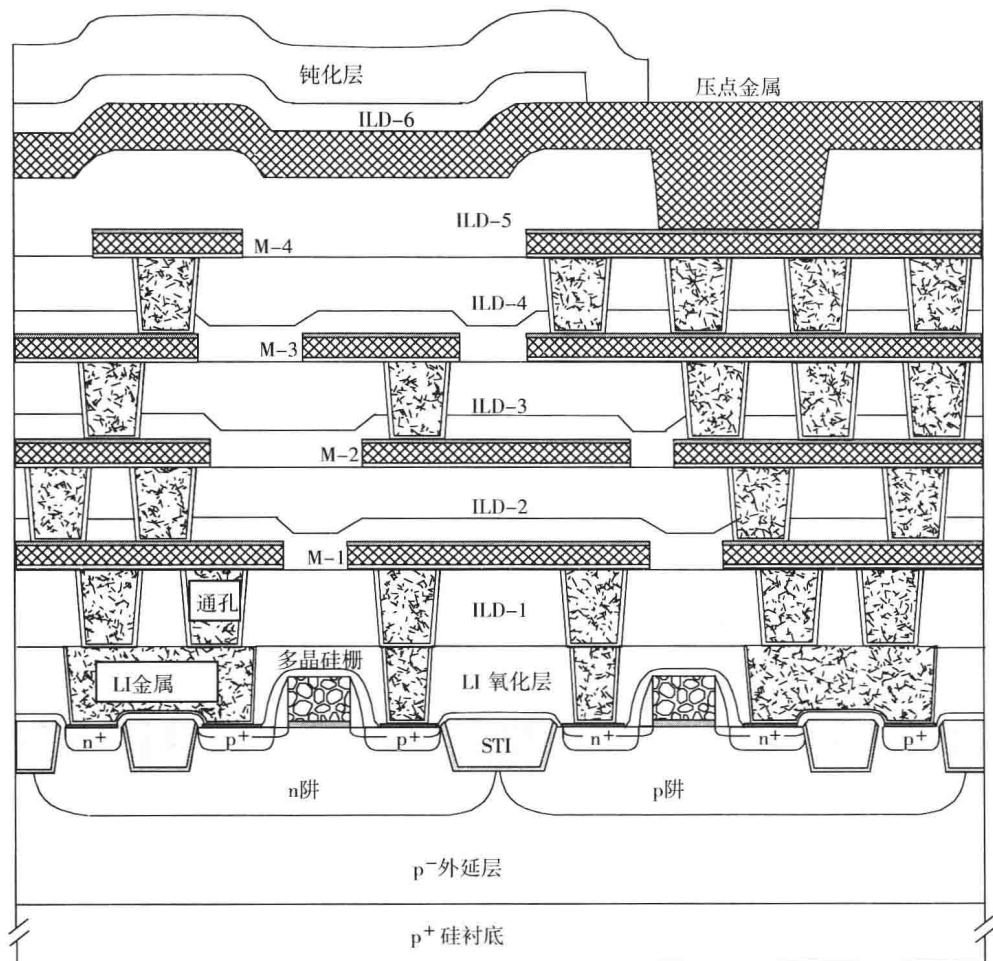 钝化层
压点金属
ILD-6
ILD-5
M-4
ILD-4
M-3
ILD-3
M-2
ILD-2
M-1
通孔
ILD-1
多晶硅栅
LI金属
LI 氧化层
n⁺
p⁺
p⁺
STI
n⁺
n⁺
p⁺
n阱
p阱
p⁻外延层
p⁺硅衬底